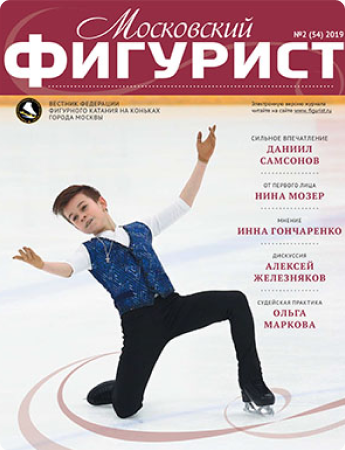 Московский
№2 (54) 2019
ФИГУРИСТ
ВЕСТНИК ФЕДЕРАЦИИ
ФИГУРНОГО КАТАНИЯ НА КОНЬКАХ
ГОРОДА МОСКВЫ
Электронную версию журнала
читайте на сайте www.figurist.ru
СИЛЬНОЕ ВПЕЧАТЛЕНИЕ
ДАНИИЛ
САМСОНОВ
ОТ ПЕРВОГО ЛИЦА
НИНА МОЗЕР
МНЕНИЕ
ИННА ГОНЧАРЕНКО
ДИСКУССИЯ
АЛЕКСЕЙ
ЖЕЛЕЗНЯКОВ
СУДЕЙСКАЯ ПРАКТИКА
ОЛЬГА
МАРКОВА